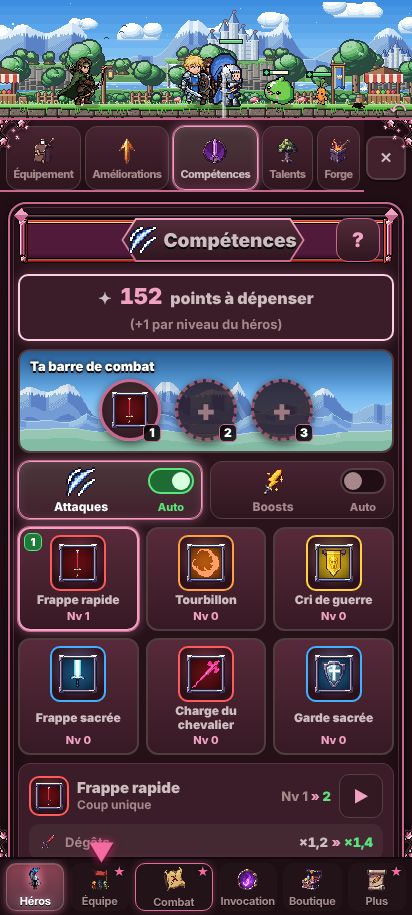 Équipement
Améliorations
Compétences
Talents
Forge
×
Compétences
?
152 points à dépenser
(+1 par niveau du héros)
Ta barre de combat
1
+ 2
+ 3
Attaques
Auto
Boosts
Auto
1
Frappe rapide
Nv 1
Tourbillon
Nv 0
Cri de guerre
Nv 0
Frappe sacrée
Nv 0
Charge du
chevalier
Nv 0
Garde sacrée
Nv 0
Frappe rapide
Coup unique
Nv 1 » 2
Dégâts
×1,2 » ×1,4
Héros
Équipe
Combat
Invocation
Boutique
Plus